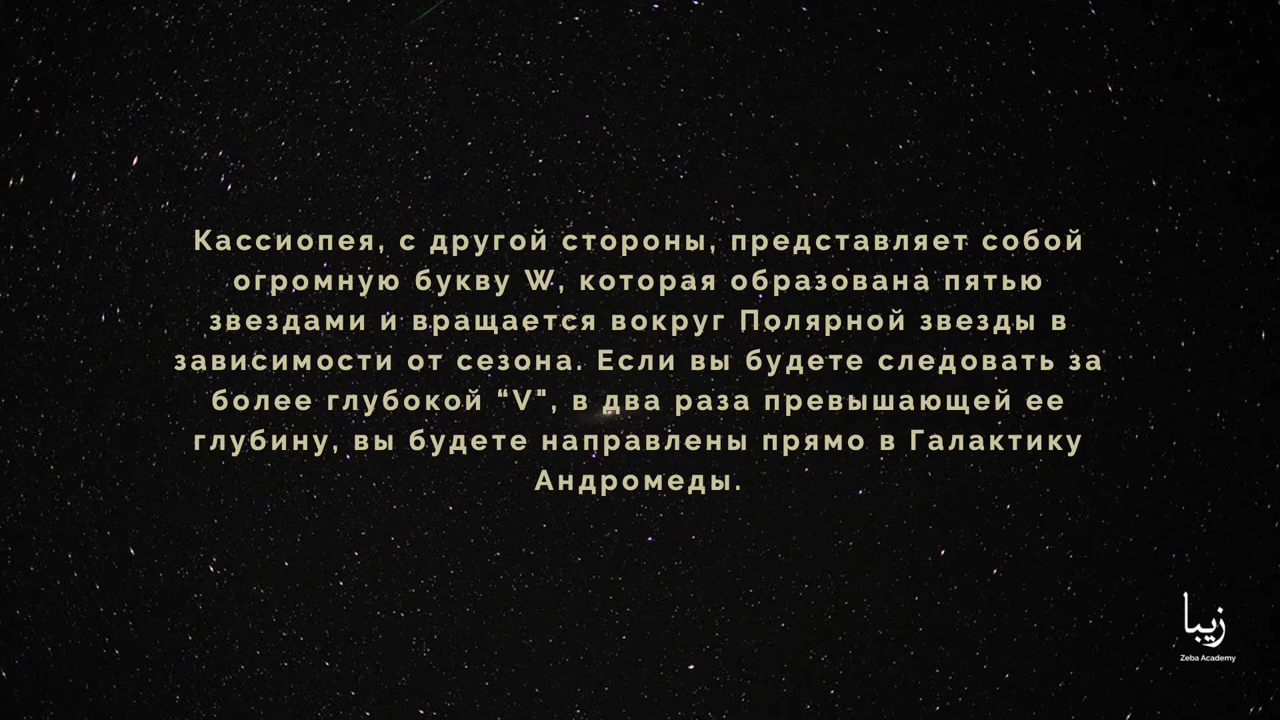 Кассиопея, с другой стороны, представляет собой
огромную букву W, которая образована пятью
звездами и вращается вокруг Полярной звезды в
зависимости от сезона. Если вы будете следовать за
более глубокой “V", в два раза превышающей ее
глубину, вы будете направлены прямо в Галактику
Андромеды.
زيبا
Zeba Academy